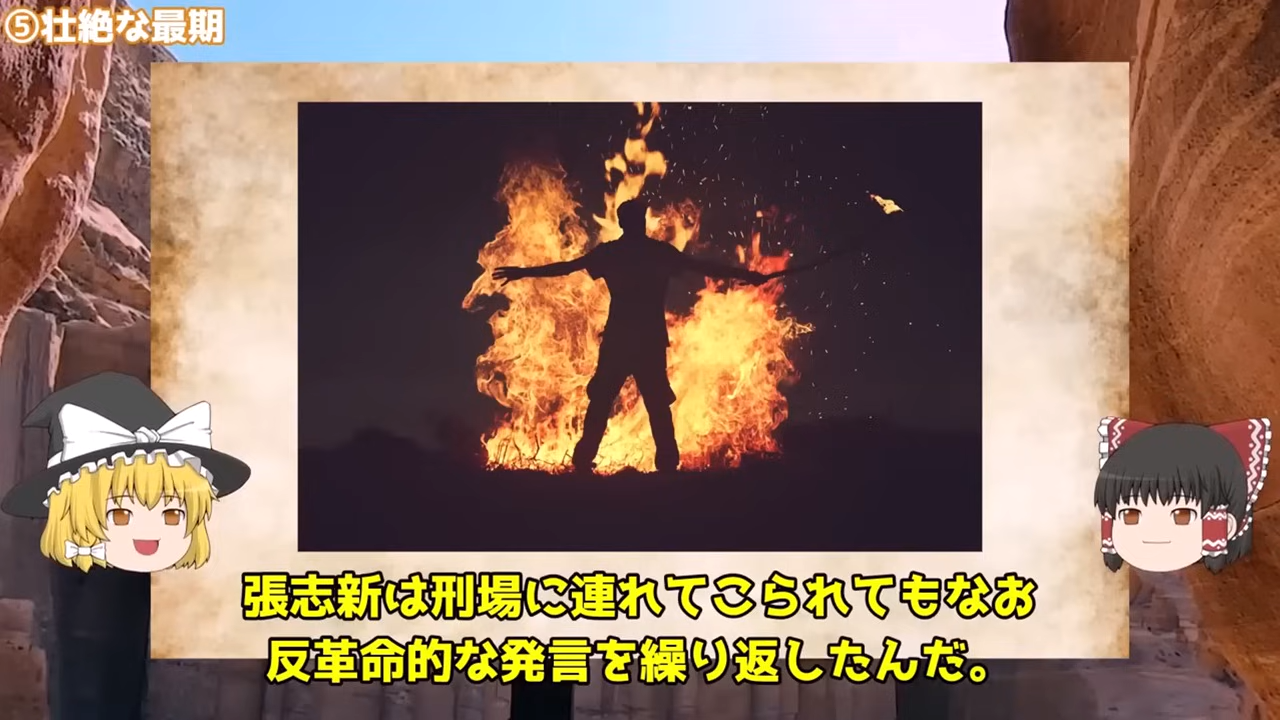 ⑤壮絶な最期
張志新は刑場に連れてこられてもなお
反革命的な発言を繰り返したんだ。